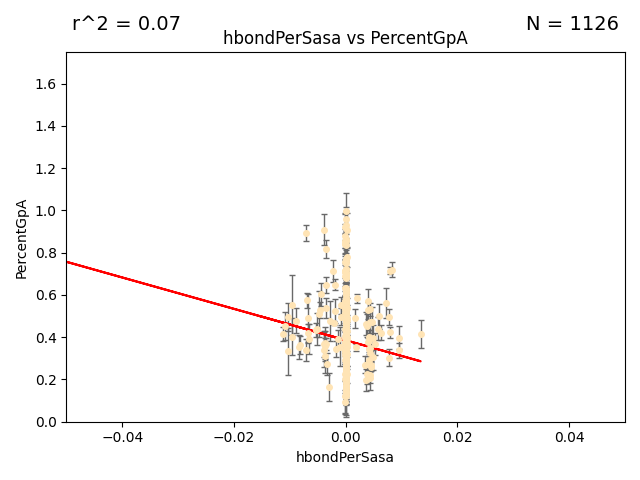 r^2 = 0.07
N = 1126
hbondPerSasa vs PercentGpA
1.6
1.4
1.2
1.0
0.8
0.6
0.4
0.2
0.0
PercentGpA
−0.04
−0.02
0.00
0.02
0.04
hbondPerSasa